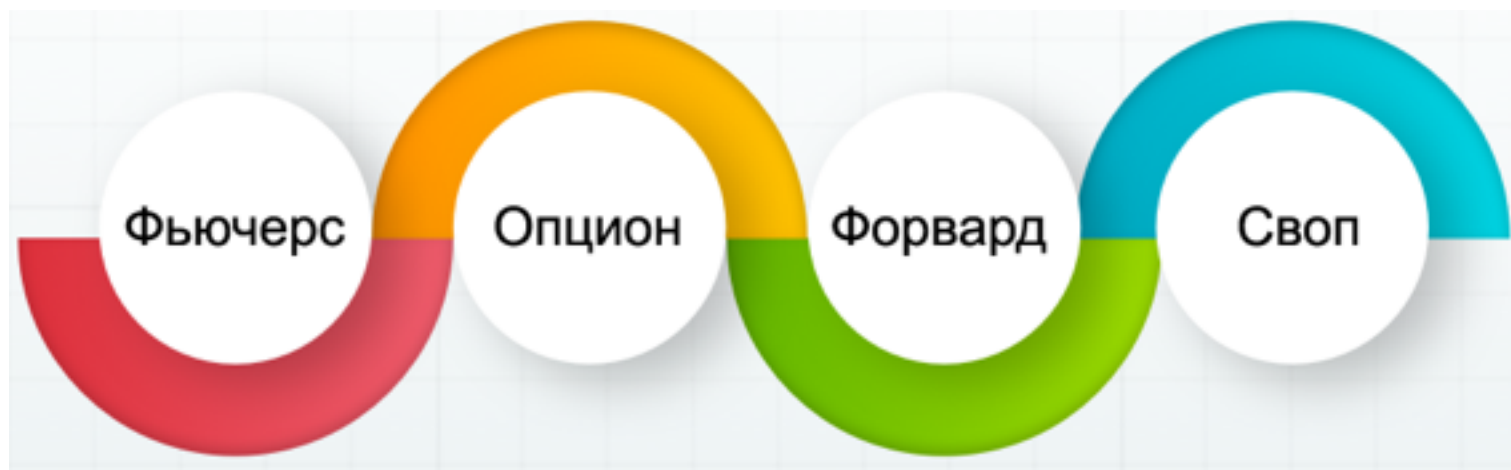 Фьючерс
Опцион
Форвард
Своп